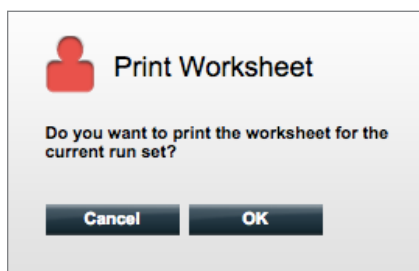 Print Worksheet
Do you want to print the worksheet for the
current run set?
Cancel OK